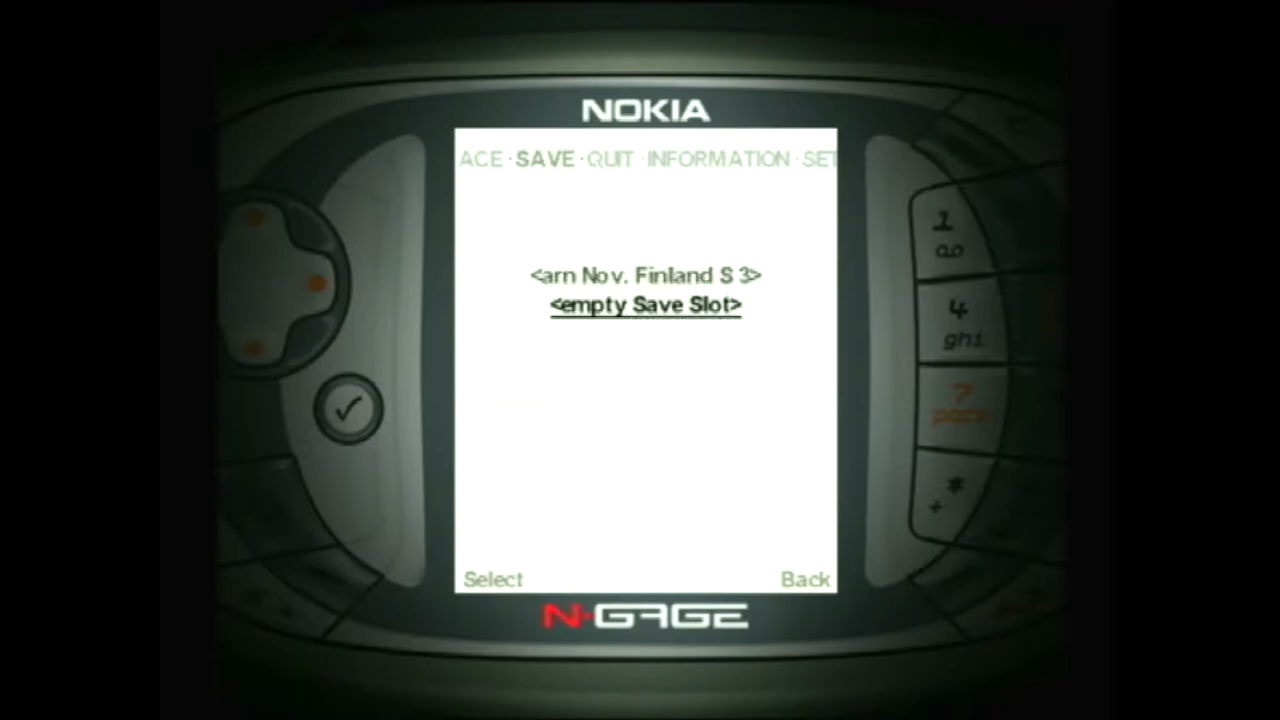 NOKIA
ACE · SAVE · QUIT · INFORMATION · SET
<arn Nov. Finland S 3>
<empty Save Slot>
Select Back
N-GAGE
1
4
ghi
7
*
+